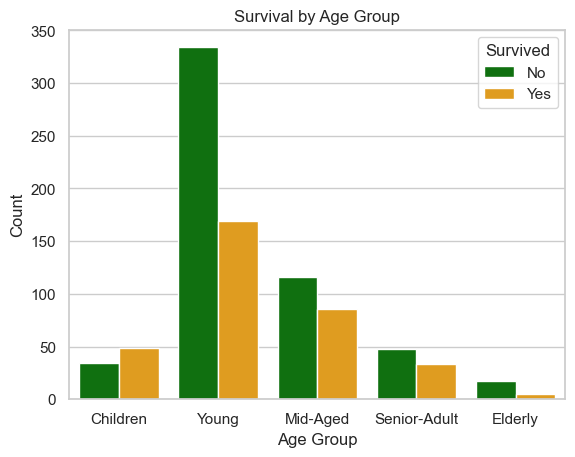 Survival by Age Group
Survived
No
Yes
350
300
250
200
150
100
50
0
Count
Children Young Mid-Aged Senior-Adult Elderly
Age Group